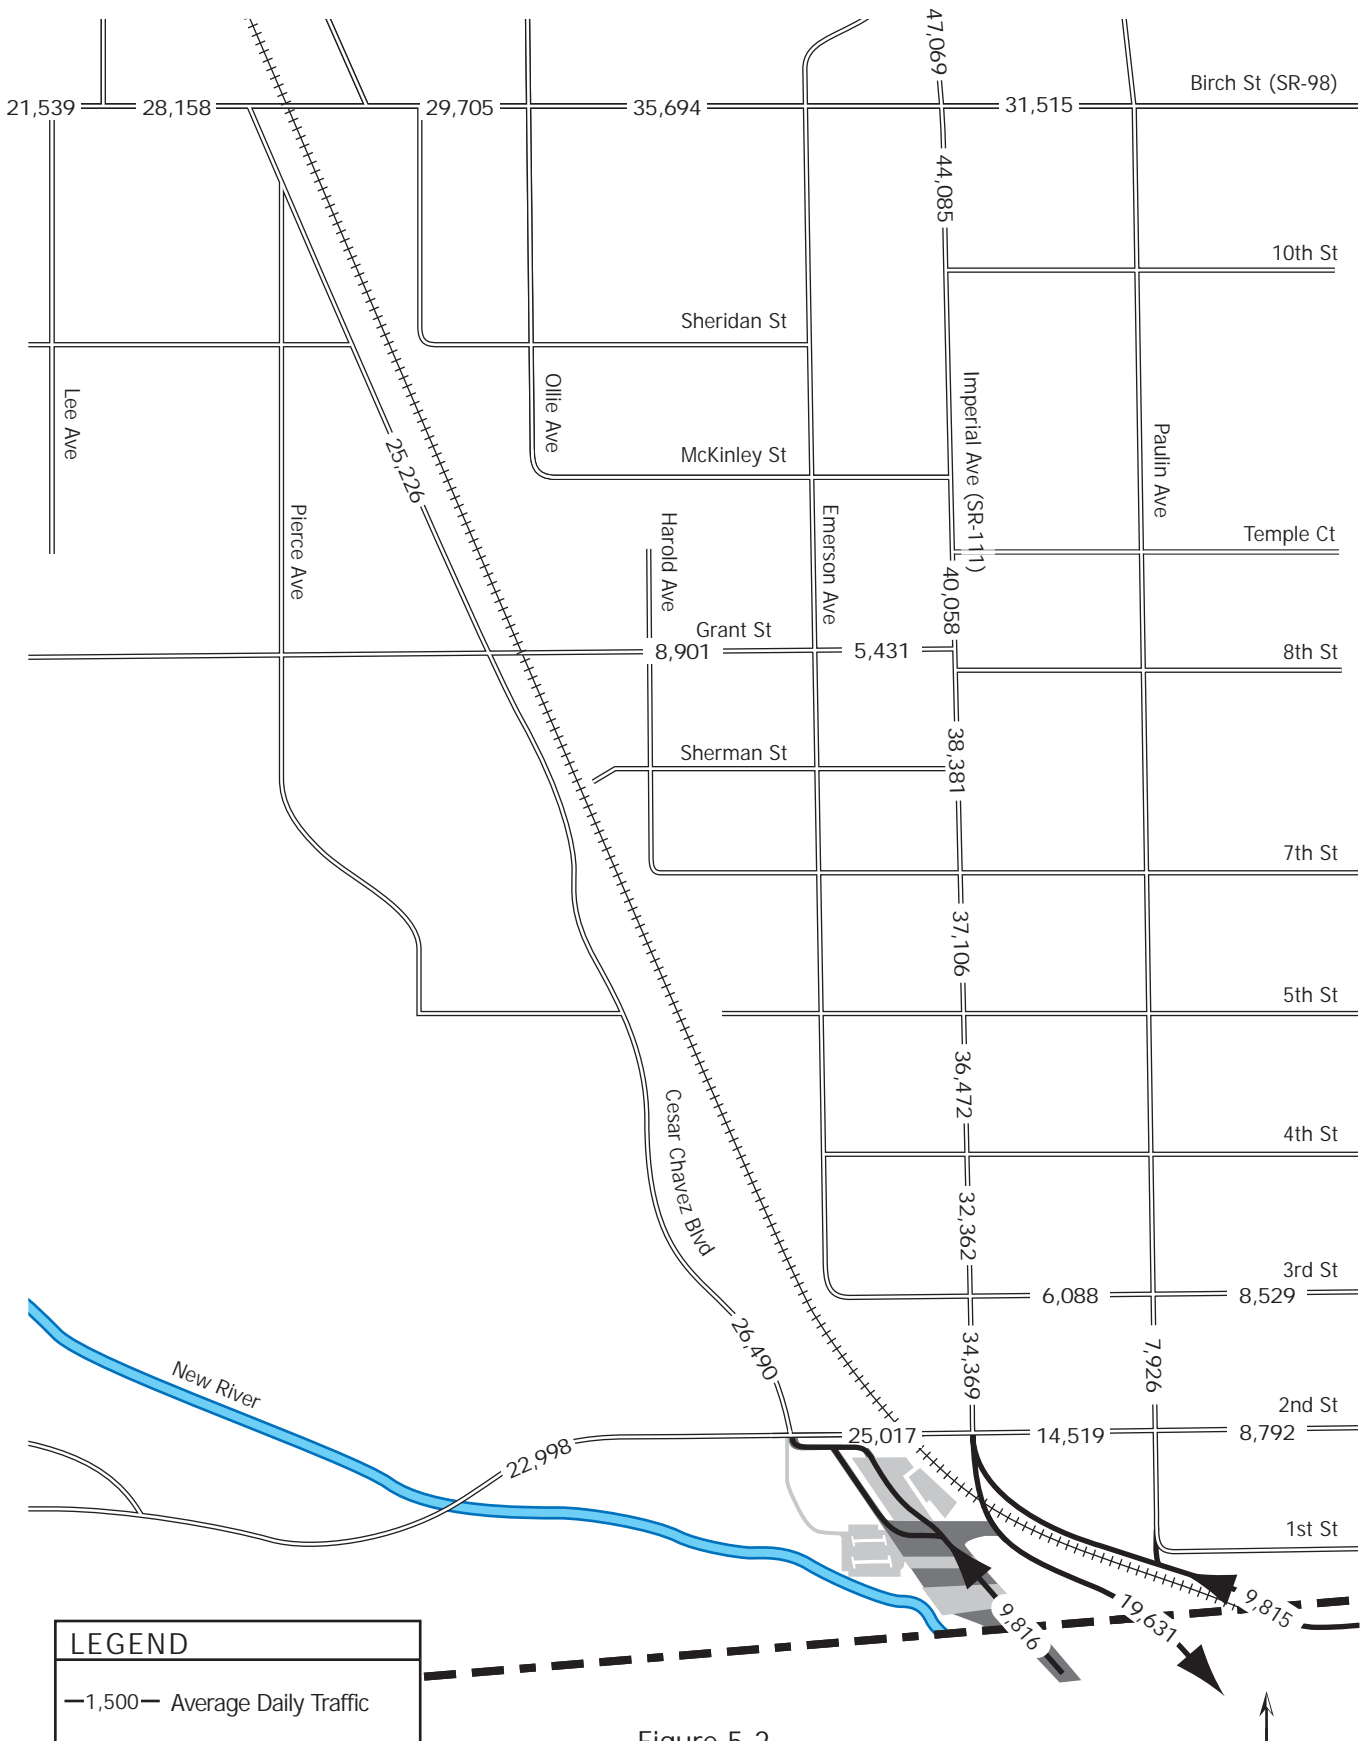 47,069
Birch St (SR-98)
21,539
28,158
29,705
35,694
31,515
44,085
10th St
Sheridan St
Lee Ave
Ollie Ave
Imperial Ave (SR-111)
Paulin Ave
25,226
McKinley St
Pierce Ave
Harold Ave
Emerson Ave
Temple Ct
40,058
Grant St
8,901
5,431
8th St
38,381
Sherman St
7th St
37,106
5th St
36,472
Cesar Chavez Blvd
4th St
32,362
3rd St
6,088
8,529
26,490
34,369
7,926
New River
2nd St
22,998
25,017
14,519
8,792
1st St
9,816
19,631
9,815
LEGEND
1,500 Average Daily Traffic
Figure 5-2